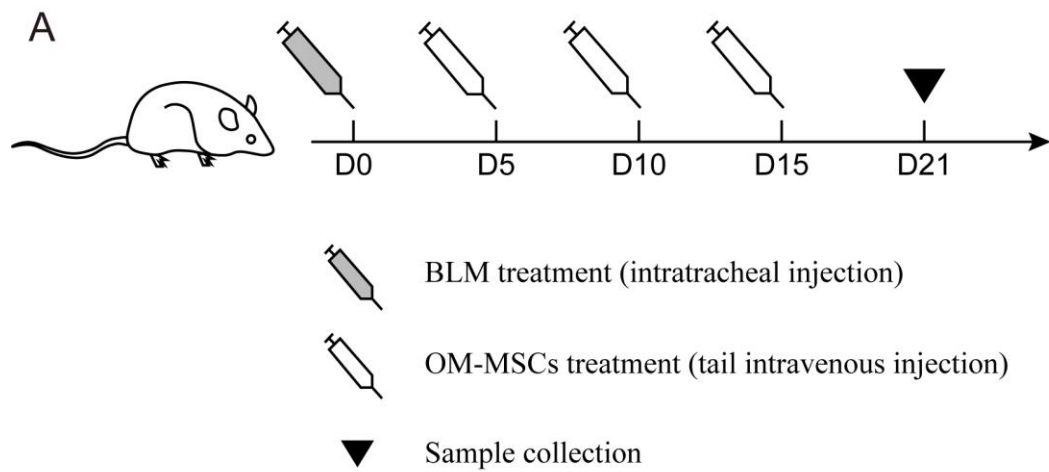 A
D0 D5 D10 D15 D21
BLM treatment (intratracheal injection)
OM-MSCs treatment (tail intravenous injection)
Sample collection